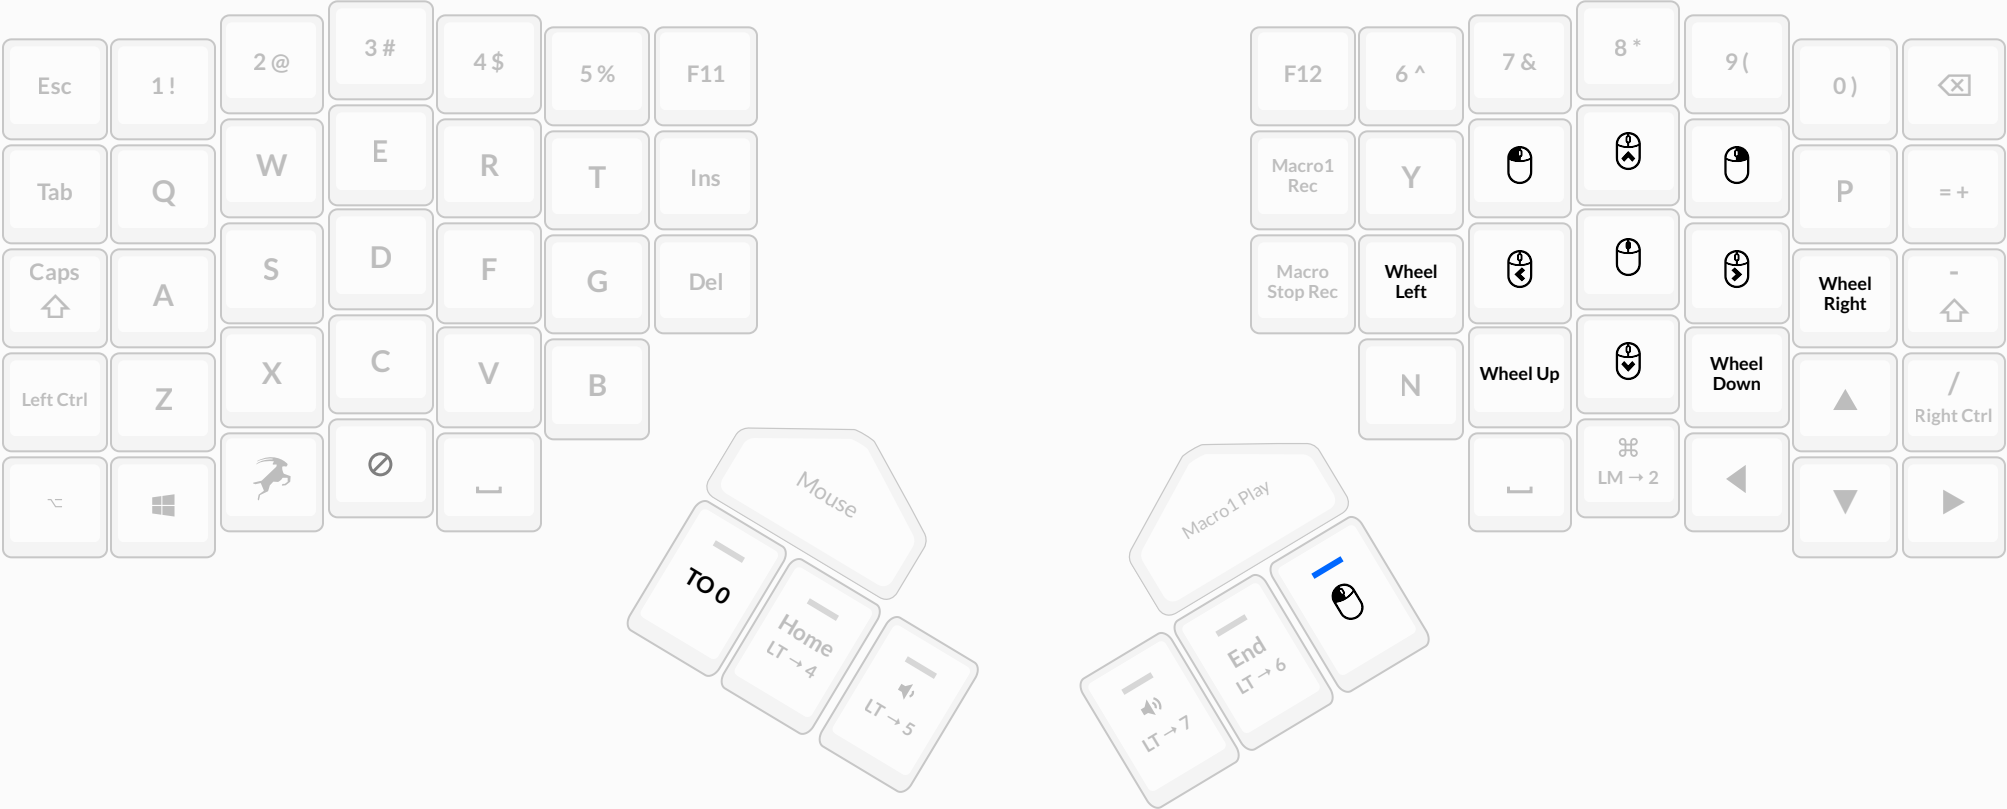 Esc
1 !
2 @
3 #
4 $
5 %
F11
F12
6 ^
7 &
8 *
9 (
0 )
Tab
Q
W
E
R
T
Ins
Macro1
Rec
Y
P
= +
Caps
A
S
D
F
G
Del
Macro
Stop Rec
Wheel
Left
Wheel
Right
-
Left Ctrl
Z
X
C
V
B
N
Wheel Up
Wheel
Down
/
Right Ctrl
LM → 2
Mouse
TO 0
Home
LT → 4
LT → 5
Macro1 Play
End
LT → 6
LT → 7